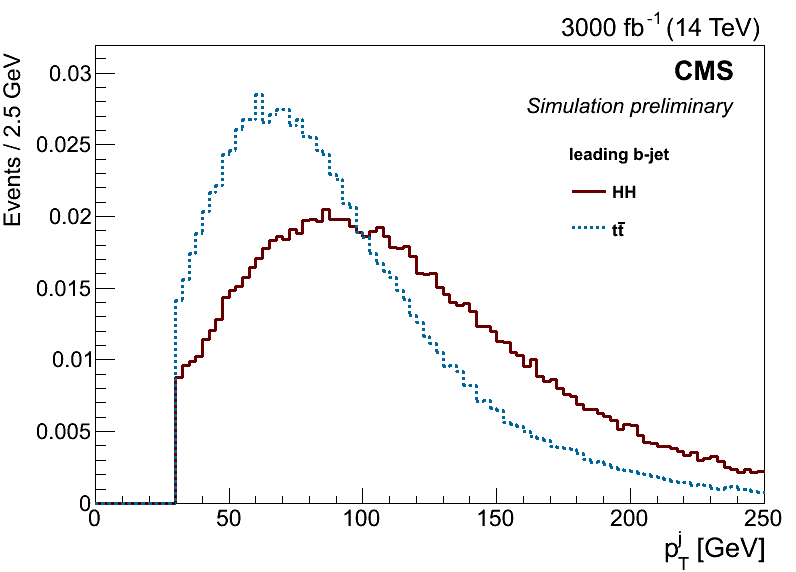 3000 fb⁻¹ (14 TeV)
CMS
Simulation preliminary
leading b-jet
HH
tt̄
Events / 2.5 GeV
0.03
0.025
0.02
0.015
0.01
0.005
0
0 50 100 150 200 250
p_T^j [GeV]